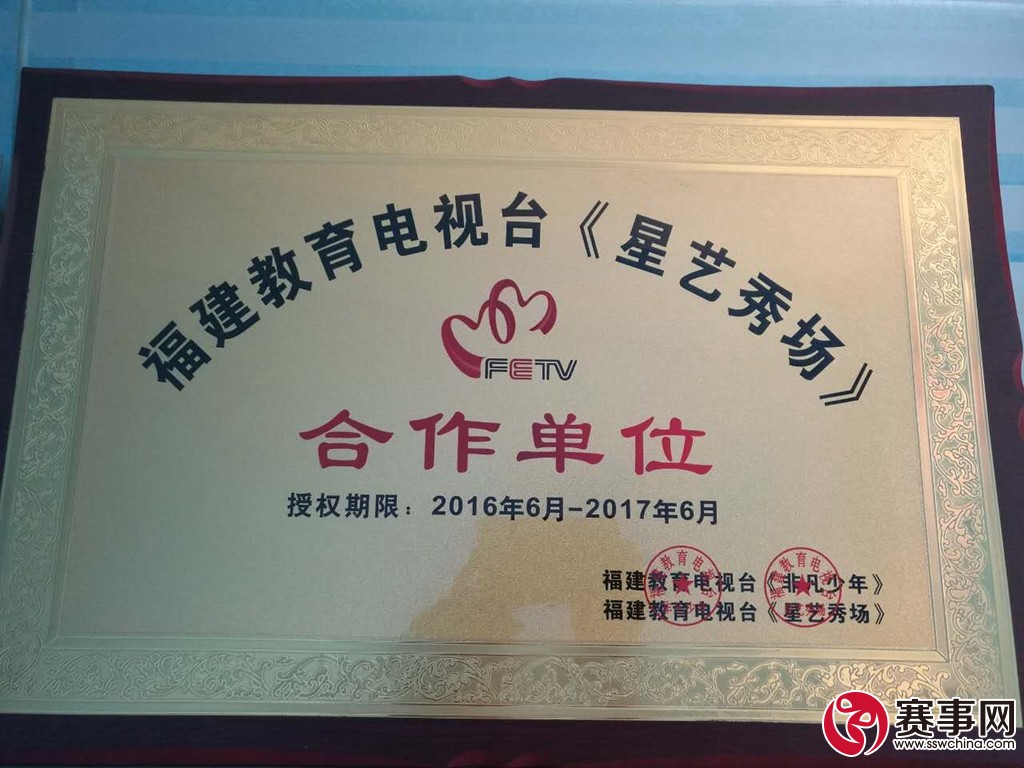 福建教育电视台《星艺秀场》
FETV
合作单位
授权期限：2016年6月-2017年6月
福建教育电视台《非凡少年》
福建教育电视台《星艺秀场》
赛事网
www.sswchina.com